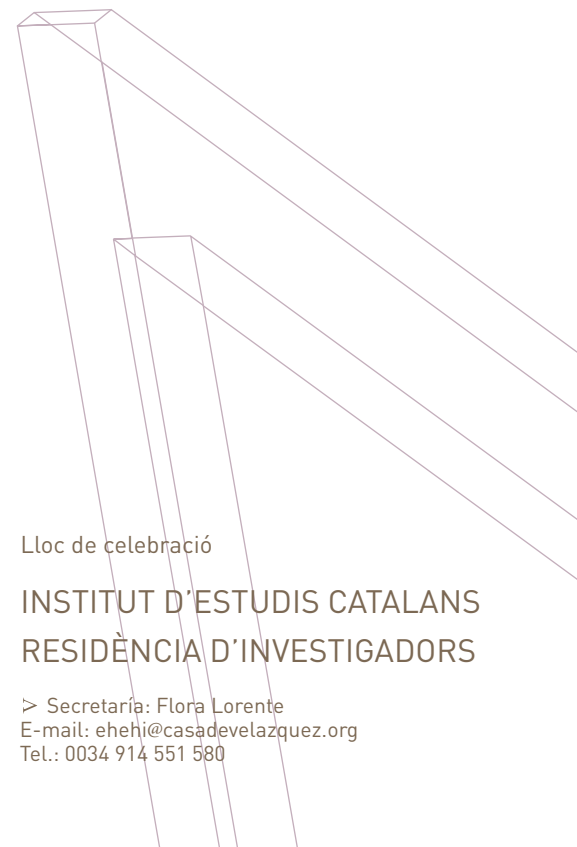 Lloc de celebració
INSTITUT D’ESTUDIS CATALANS
RESIDÈNCIA D’INVESTIGADORS
> Secretaría: Flora Lorente
E-mail: ehehi@casadevelazquez.org
Tel.: 0034 914 551 580